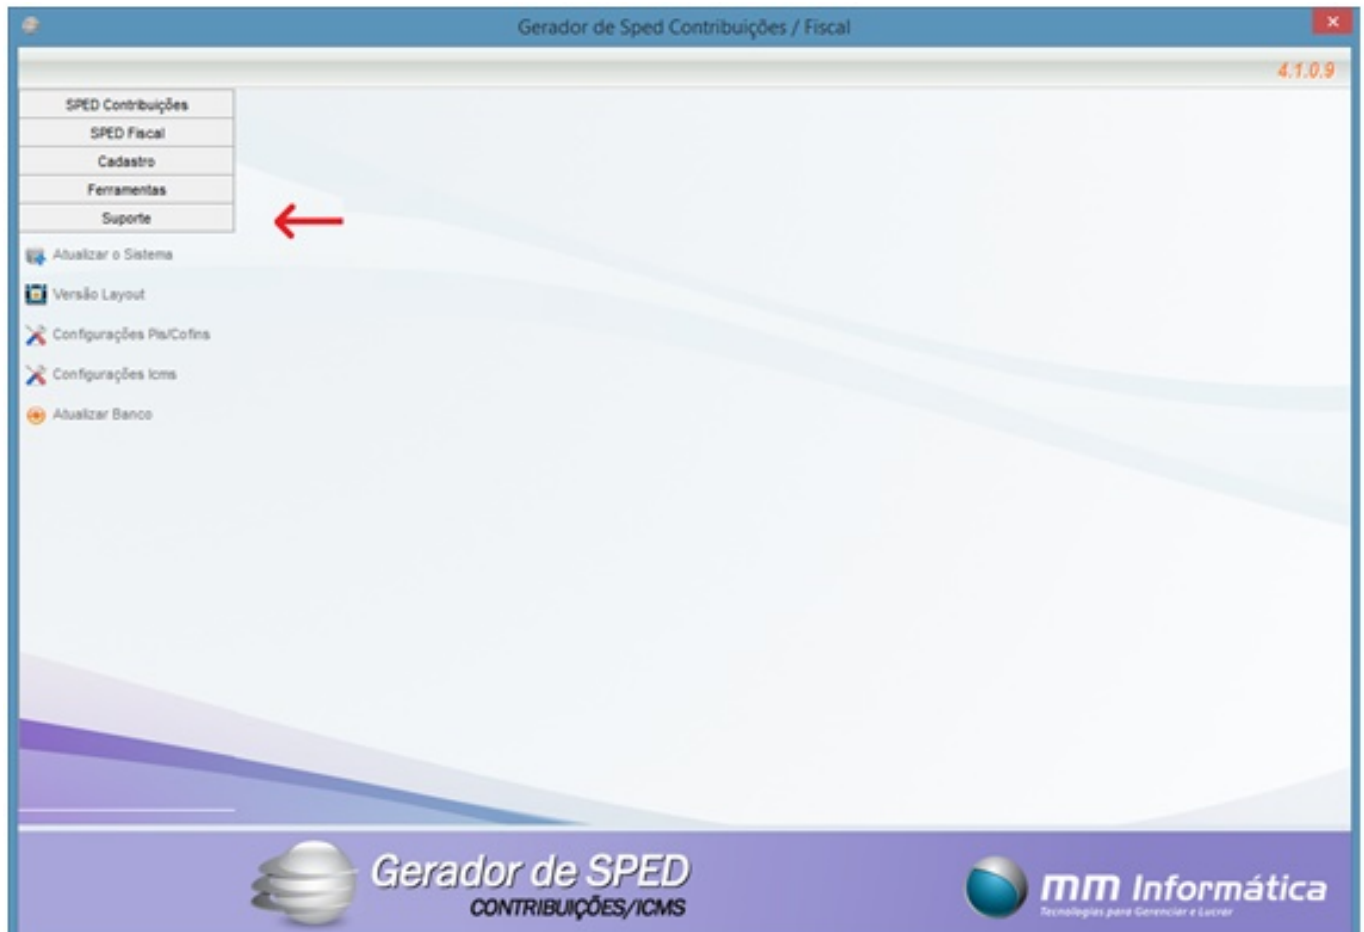 Gerador de Sped Contribuições / Fiscal
4.1.0.9
SPED Contribuições
SPED Fiscal
Cadastro
Ferramentas
Suporte
Atualizar o Sistema
Versão Layout
Configurações Pis/Cofins
Configurações Icms
Atualizar Banco
Gerador de SPED
CONTRIBUIÇÕES/ICMS
mm Informática
Tecnologias para Gerenciar e Lucrar